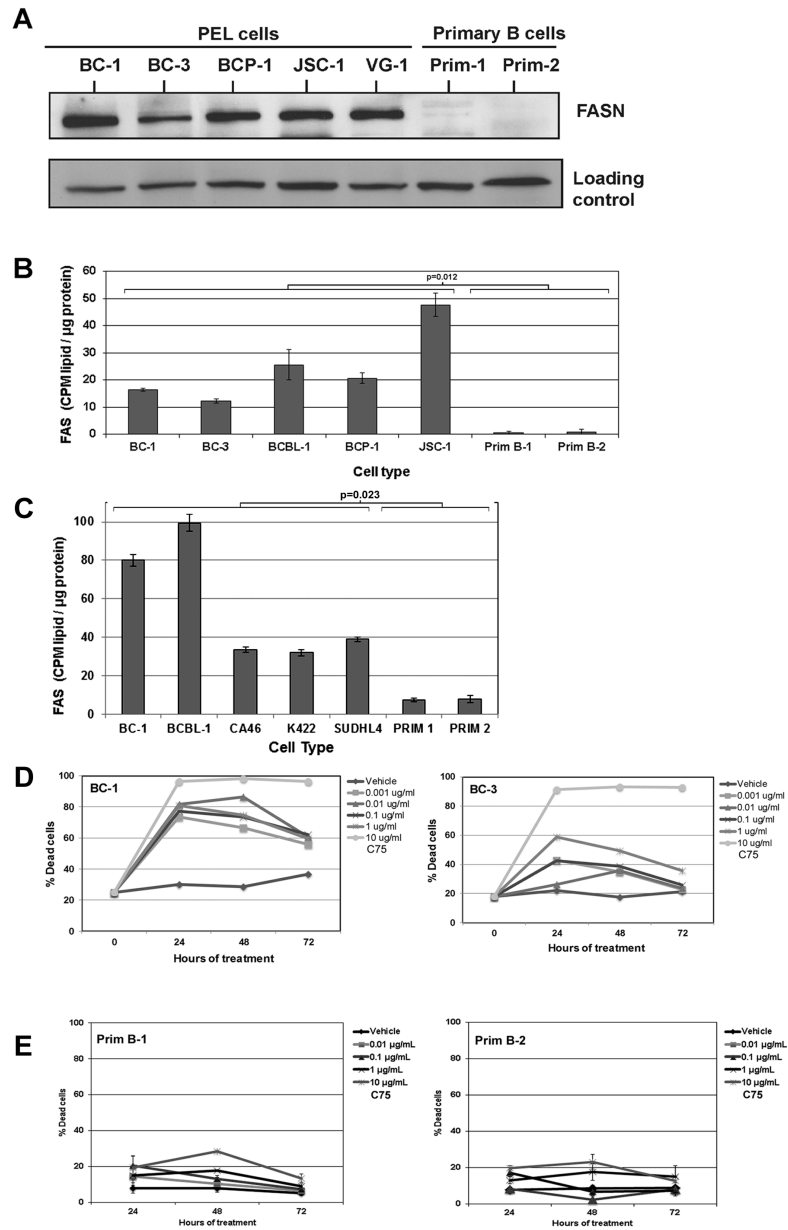 A
PEL cells
Primary B cells
BC-1 BC-3 BCP-1 JSC-1 VG-1 Prim-1 Prim-2
FASN
Loading
control
B
FAS (CPM lipid / µg protein)
60
50
40
30
20
10
0
p=0.012
BC-1 BC-3 BCBL-1 BCP-1 JSC-1 Prim B-1 Prim B-2
Cell type
C
FAS (CPM lipid / µg protein)
100
80
60
40
20
0
p=0.023
BC-1 BCBL-1 CA46 K422 SUDHL4 PRIM 1 PRIM 2
Cell Type
D
% Dead cells
100
80
60
40
20
0
BC-1
0 24 48 72
Hours of treatment
Vehicle
0.001 ug/ml
0.01 ug/ml
0.1 ug/ml
1 ug/ml
10 ug/ml
C75
% Dead cells
100
80
60
40
20
0
BC-3
0 24 48 72
Hours of treatment
Vehicle
0.001 ug/ml
0.01 ug/ml
0.1 ug/ml
1 ug/ml
10 ug/ml
C75
E
% Dead cells
100
80
60
40
20
0
Prim B-1
24 48 72
Hours of treatment
Vehicle
0.01 µg/mL
0.1 µg/mL
1 µg/mL
10 µg/mL
C75
% Dead cells
100
80
60
40
20
0
Prim B-2
24 48 72
Hours of treatment
Vehicle
0.01 µg/mL
0.1 µg/mL
1 µg/mL
10 µg/mL
C75